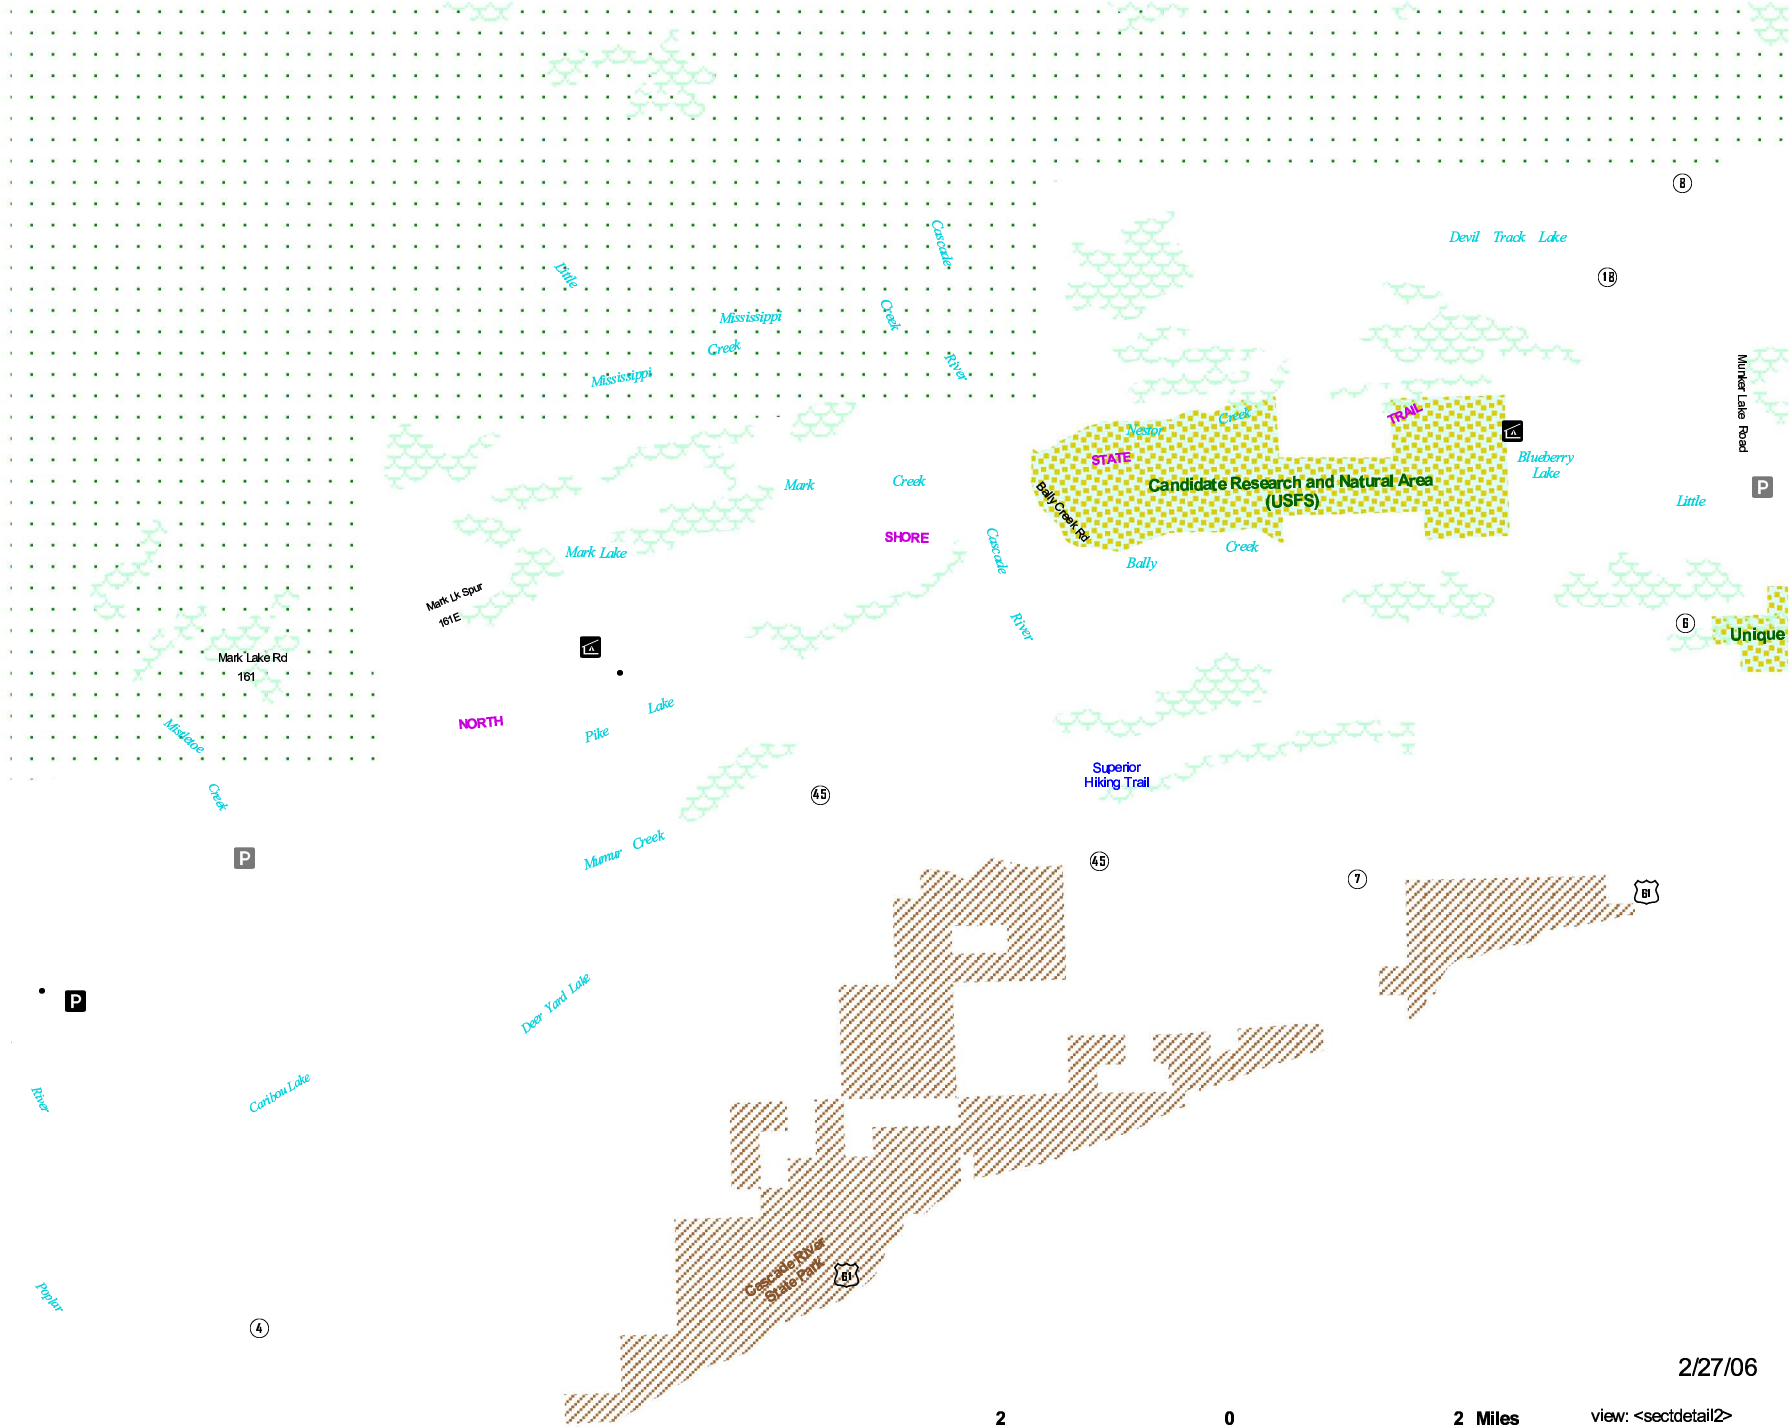 8
Cascade
Devil Track Lake
Little
18
Mississippi
Creek
Creek
River
Mississippi
Munker Lake Road
TRAIL
Creek
Nestor
STATE
Blueberry
Lake
Candidate Research and Natural Area
(USFS)
Mark
Creek
P
Little
Bally Creek Rd
SHORE
Cascade
Creek
Mark Lake
Bally
Mark Lk Spur
161E
River
6
Unique
Mark Lake Rd
161
Lake
NORTH
Pike
Mistletoe
Superior
Hiking Trail
Creek
45
Murmur Creek
P
45
7
61
Deer Yard Lake
P
River
Caribou Lake
Cascade River
State Park
61
Poplar
4
2/27/06
2 0 2 Miles
view: <sectdetail2>